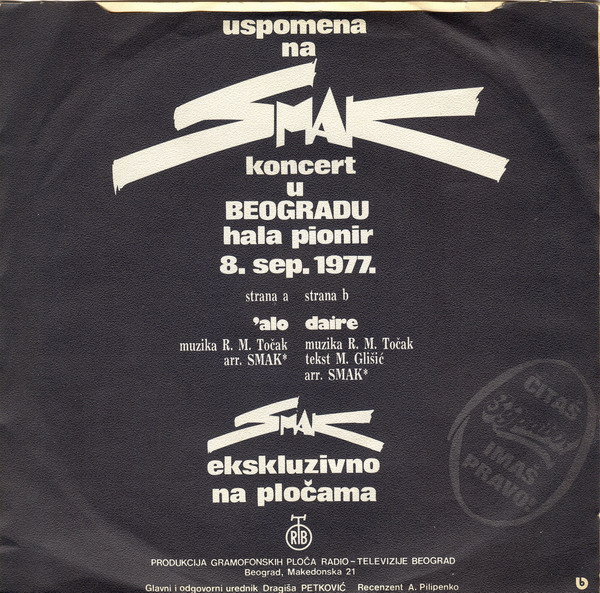 uspomena
na
SMAK
koncert
u
BEOGRADU
hala pionir
8. sep. 1977.
strana a
'alo
muzika R. M. Točak
arr. SMAK*
strana b
daire
muzika R. M. Točak
tekst M. Glišić
arr. SMAK*
SMAK
ekskluzivno
na pločama
RTB
PRODUKCIJA GRAMOFONSKIH PLOČA RADIO-TELEVIZIJE BEOGRAD
Beograd, Makedonska 21
Glavni i odgovorni urednik Dragiša PETKOVIĆ Recenzent A. Pilipenko
ČITAŠ
IMAŠ
PRAVO!
b